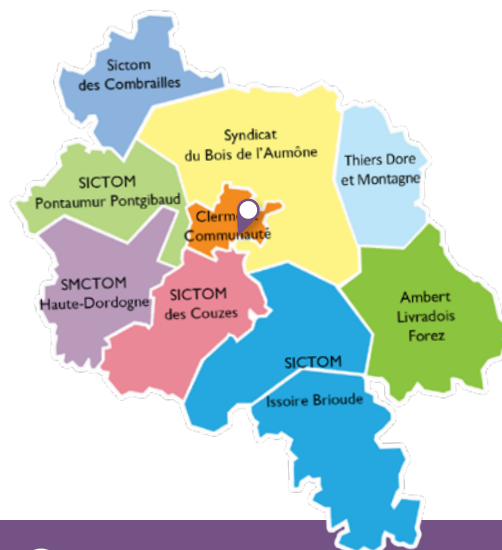 Sictom
des Combrailles
Syndicat
du Bois de l'Aumône
Thiers Dore
et Montagne
SICTOM
Pontaumur Pontgibaud
Communauté
SMCTOM
Haute-Dordogne
SICTOM
des Couzes
Ambert
Livradois
Forez
SICTOM
Issoire Brioude